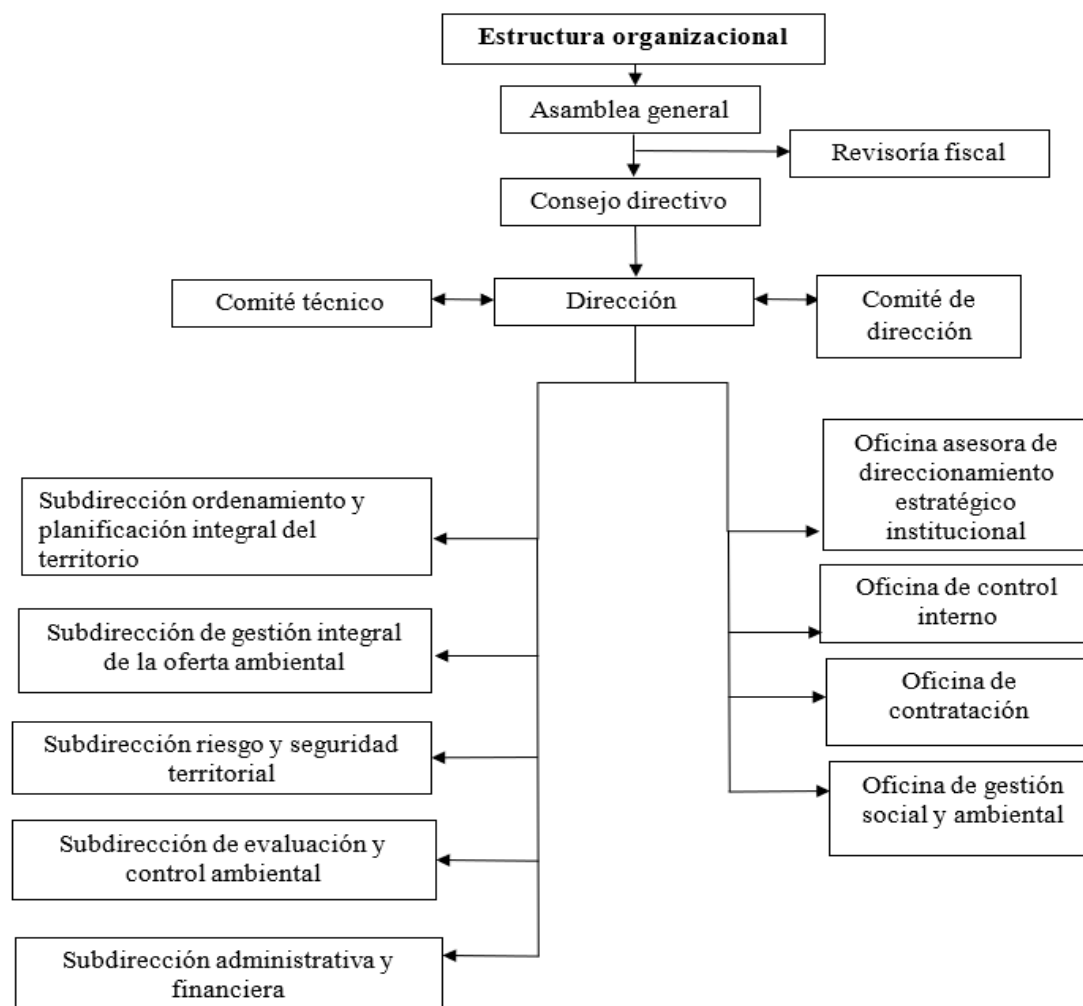 Estructura organizacional
Asamblea general
Revisoría fiscal
Consejo directivo
Comité técnico
Dirección
Comité de
dirección
Subdirección ordenamiento y
planificación integral del
territorio
Subdirección de gestión integral
de la oferta ambiental
Subdirección riesgo y seguridad
territorial
Subdirección de evaluación y
control ambiental
Subdirección administrativa y
financiera
Oficina asesora de
direccionamiento
estratégico
institucional
Oficina de control
interno
Oficina de
contratación
Oficina de gestión
social y ambiental